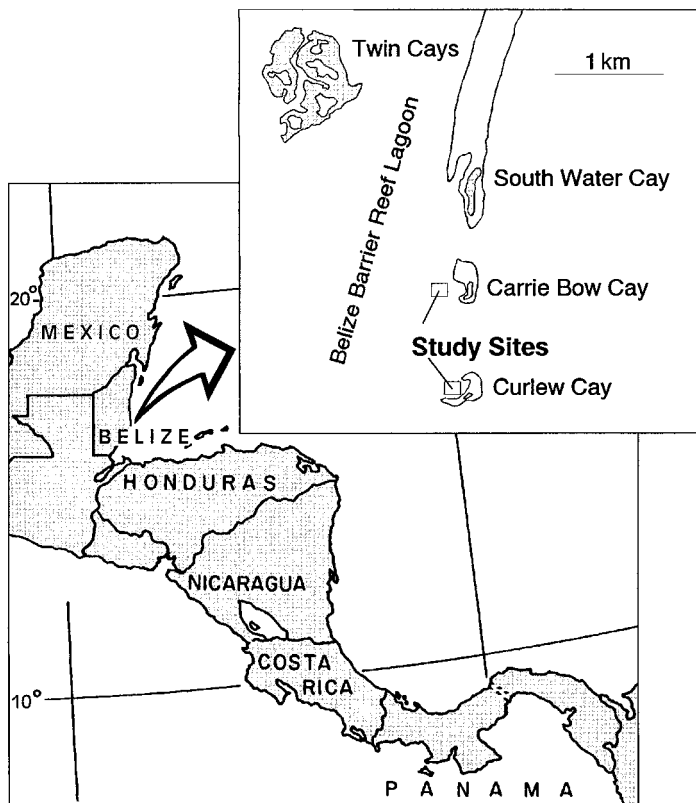 Twin Cays
1 km
Belize Barrier Reef Lagoon
South Water Cay
Carrie Bow Cay
Study Sites
Curlew Cay
20°
MEXICO
BELIZE
HONDURAS
NICARAGUA
COSTA
RICA
10°
PANAMA